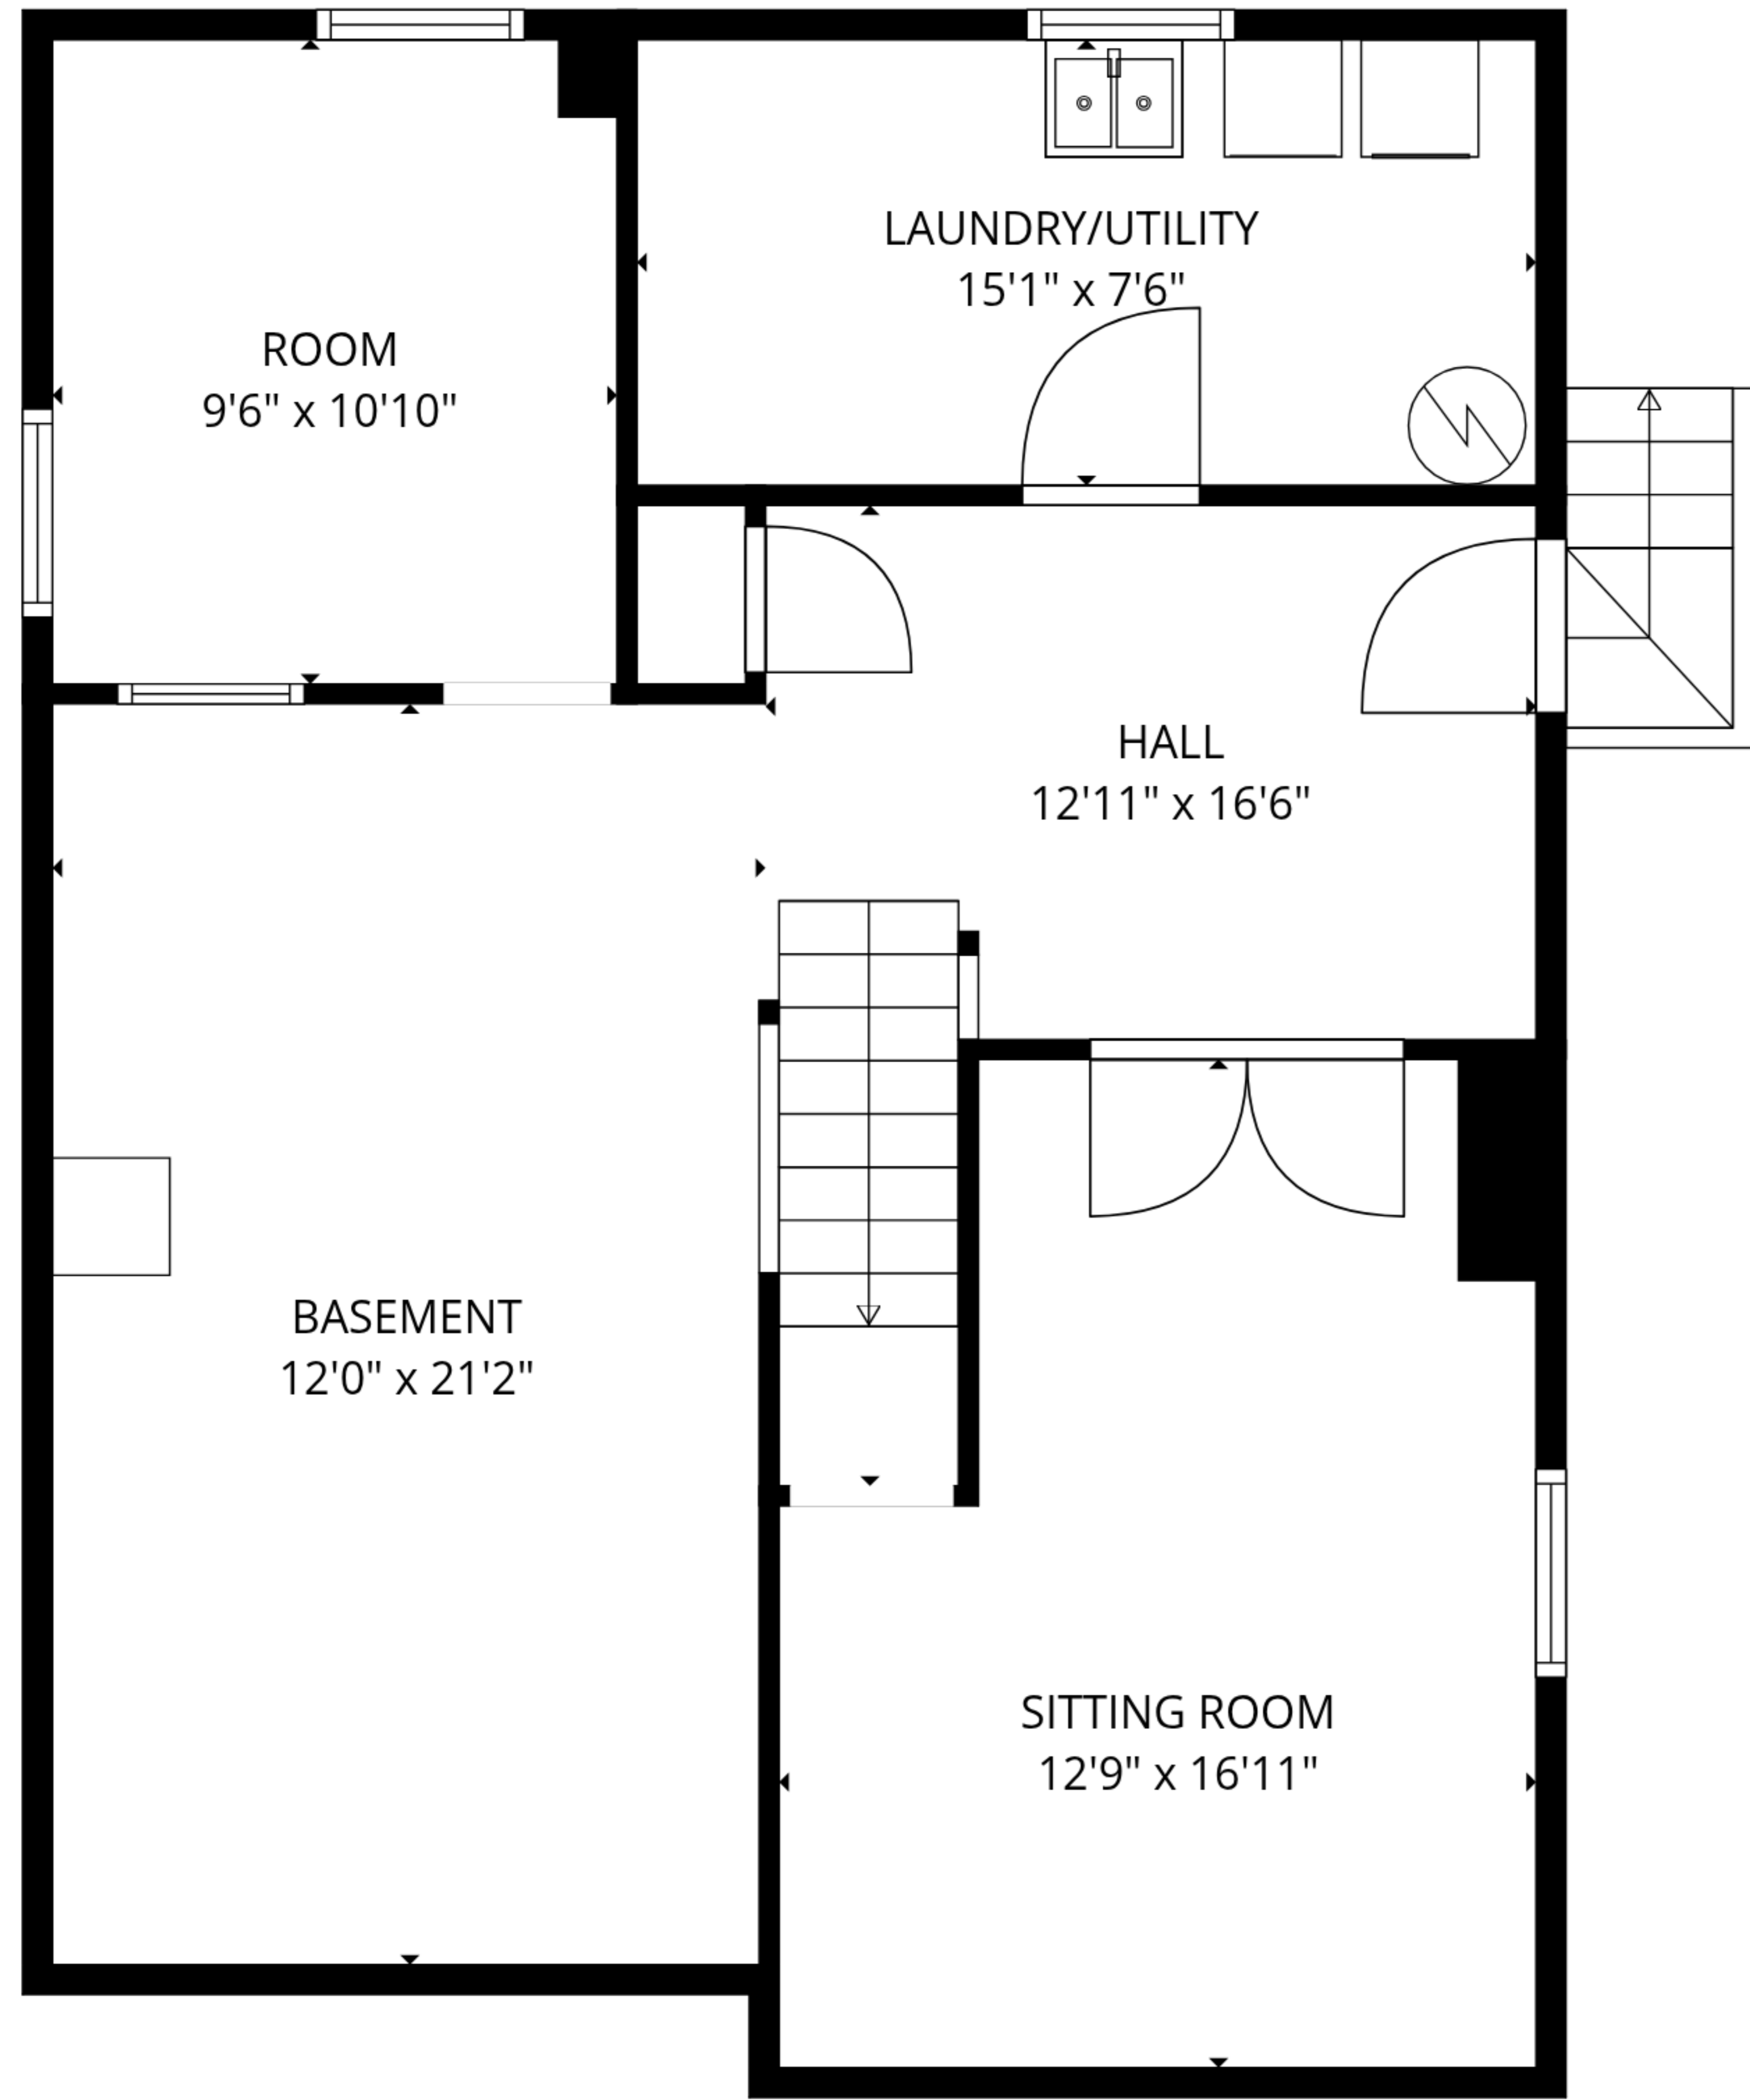 LAUNDRY/UTILITY
15'1" x 7'6"
ROOM
9'6" x 10'10"
HALL
12'11" x 16'6"
BASEMENT
12'0" x 21'2"
SITTING ROOM
12'9" x 16'11"